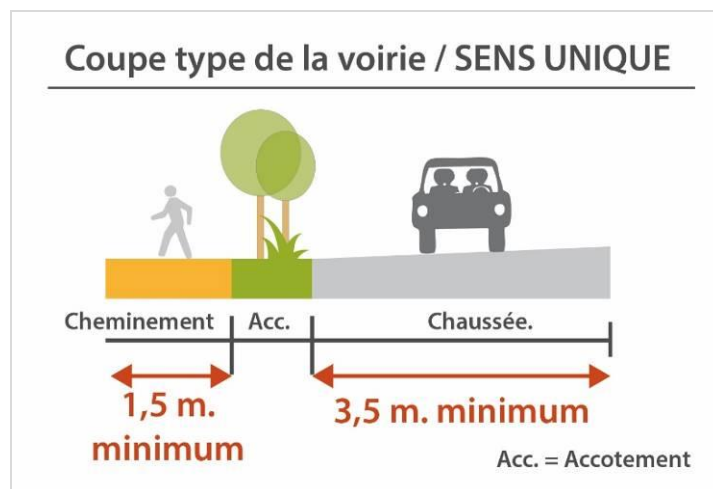 Coupe type de la voirie / SENS UNIQUE
Cheminement Acc. Chaussée.
1,5 m. minimum
3,5 m. minimum
Acc. = Accotement